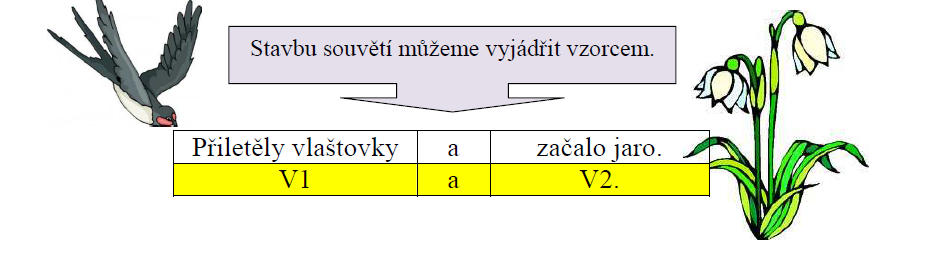 Stavbu souvětí můžeme vyjádřit vzorcem.
Přiletěly vlaštovky a začalo jaro.
V1 a V2.